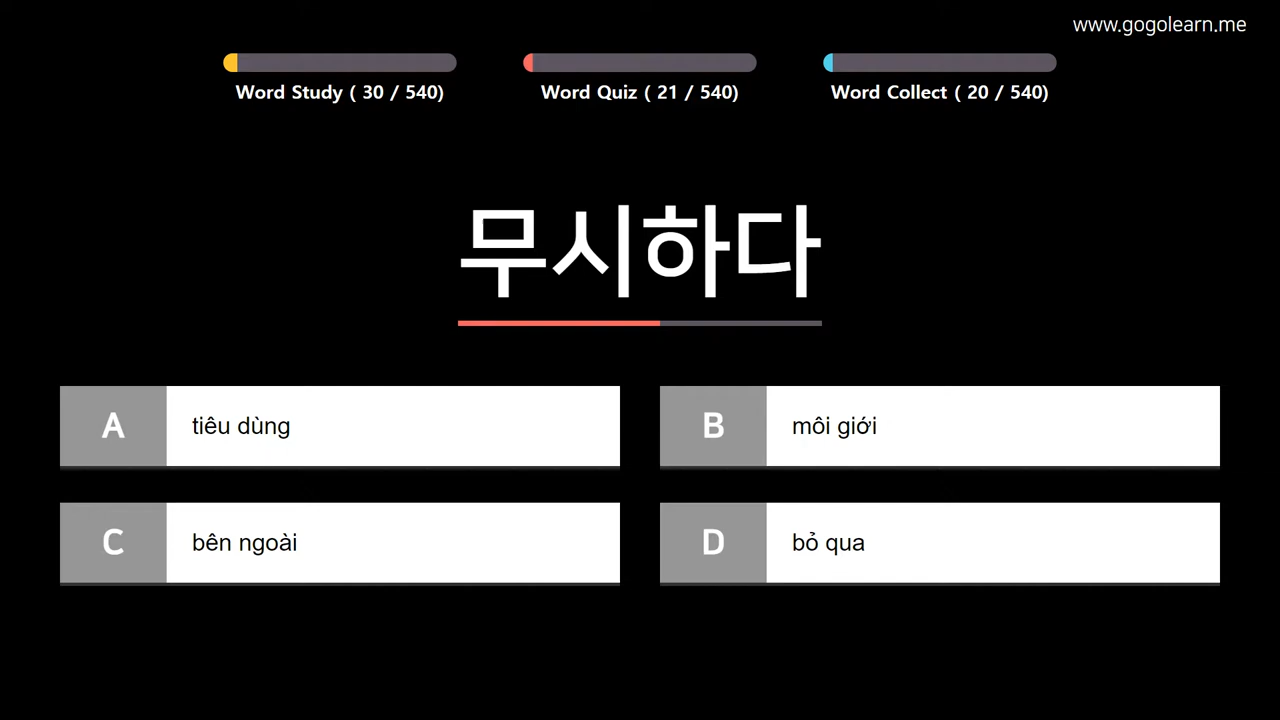 www.gogolearn.me
Word Study ( 30 / 540)
Word Quiz ( 21 / 540)
Word Collect ( 20 / 540)
무시하다
A
tiêu dùng
B
môi giới
C
bên ngoài
D
bỏ qua